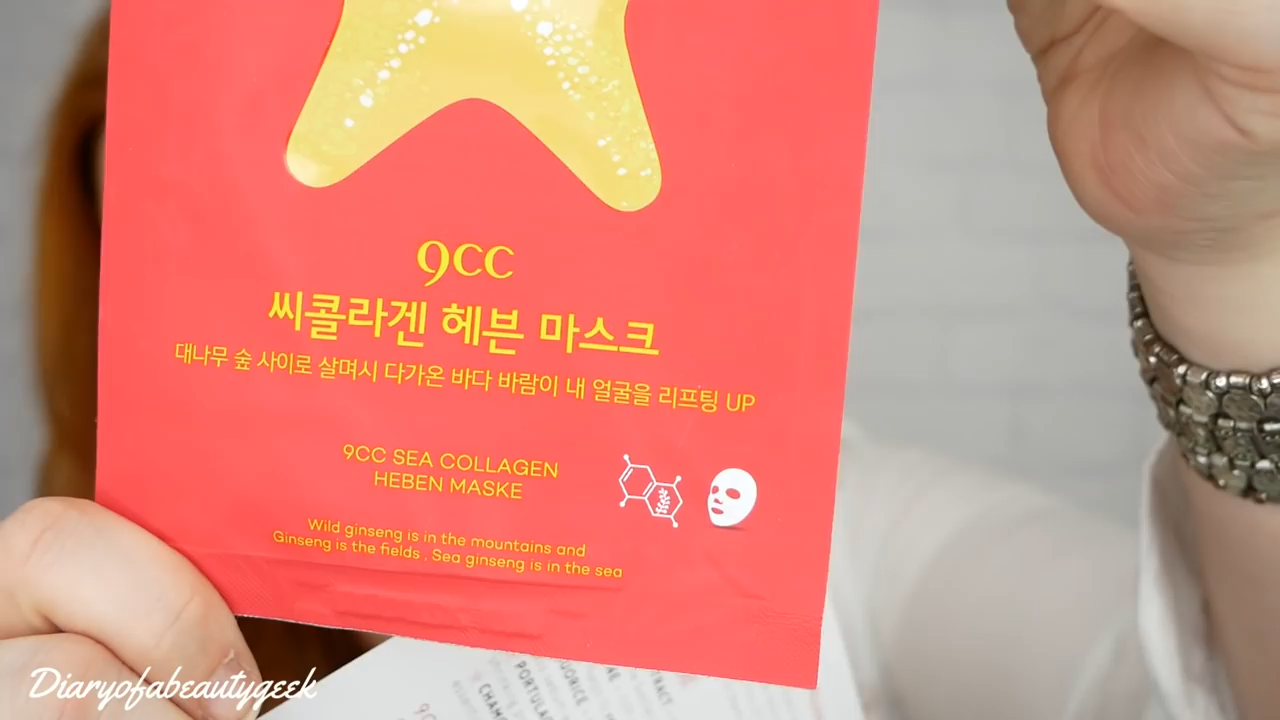 9CC
씨콜라겐 헤븐 마스크
대나무 숲 사이로 살며시 다가온 바다 바람이 내 얼굴을 리프팅 UP
9CC SEA COLLAGEN
HEBEN MASKE
Wild ginseng is in the mountains and
Ginseng is the fields . Sea ginseng is in the sea
Diaryofabeautygeek